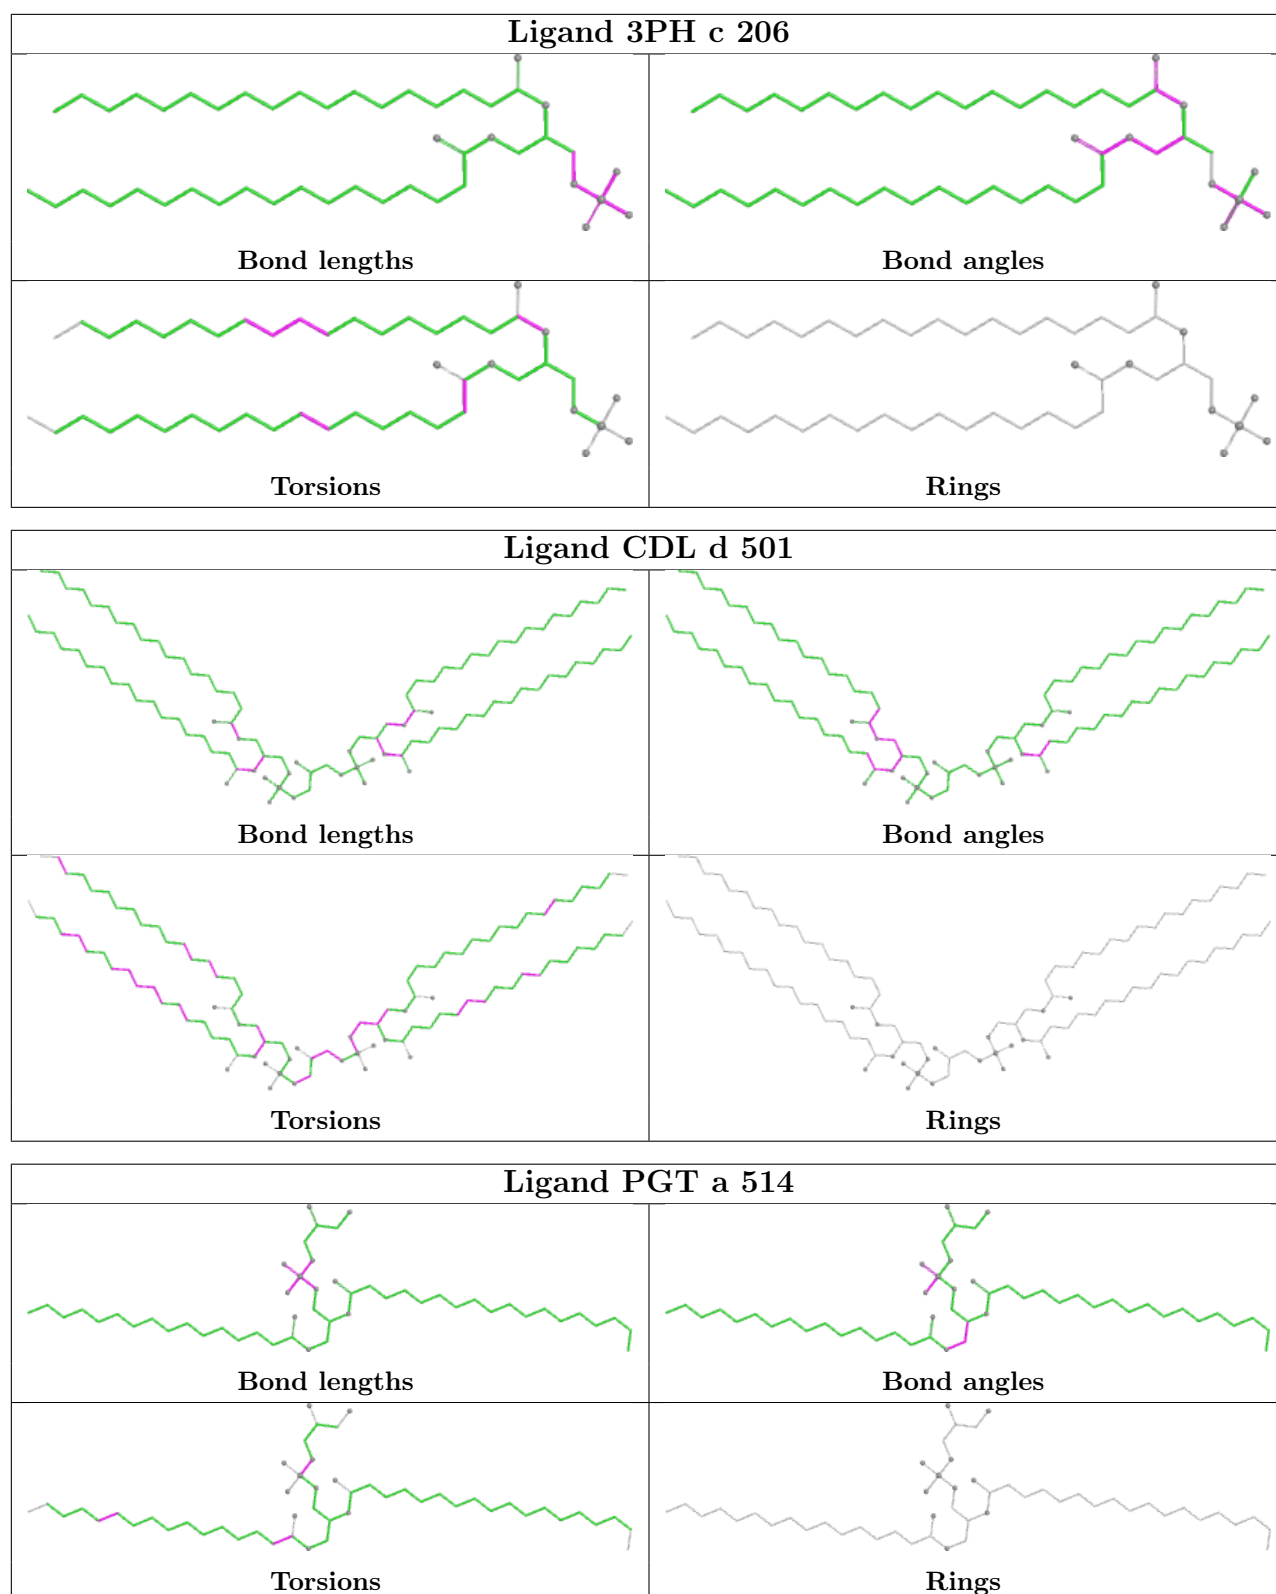 Ligand 3PH c 206
Bond lengths
Bond angles
Torsions
Rings
Ligand CDL d 501
Bond lengths
Bond angles
Torsions
Rings
Ligand PGT a 514
Bond lengths
Bond angles
Torsions
Rings